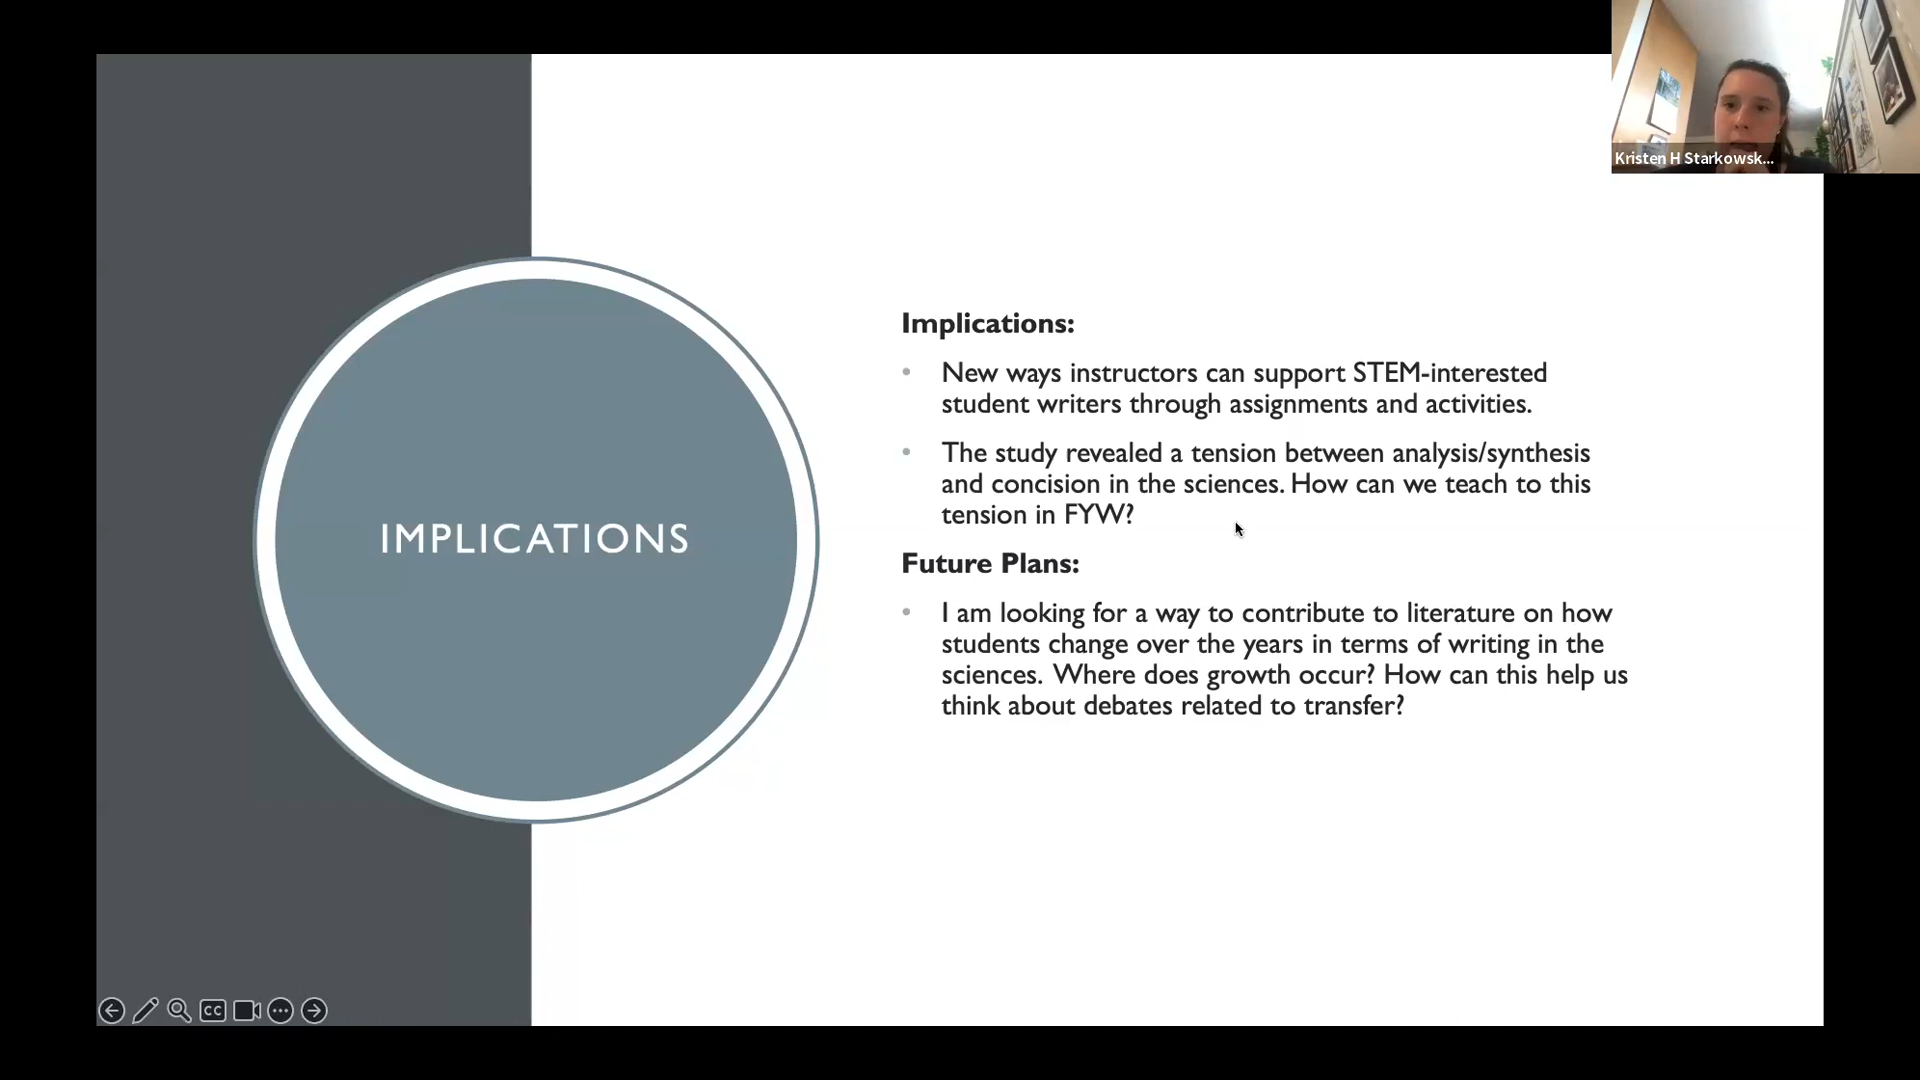 Kristen H Starkowsk...
IMPLICATIONS
Implications:
• New ways instructors can support STEM-interested
student writers through assignments and activities.
• The study revealed a tension between analysis/synthesis
and concision in the sciences. How can we teach to this
tension in FYW?
Future Plans:
• I am looking for a way to contribute to literature on how
students change over the years in terms of writing in the
sciences. Where does growth occur? How can this help us
think about debates related to transfer?
CC